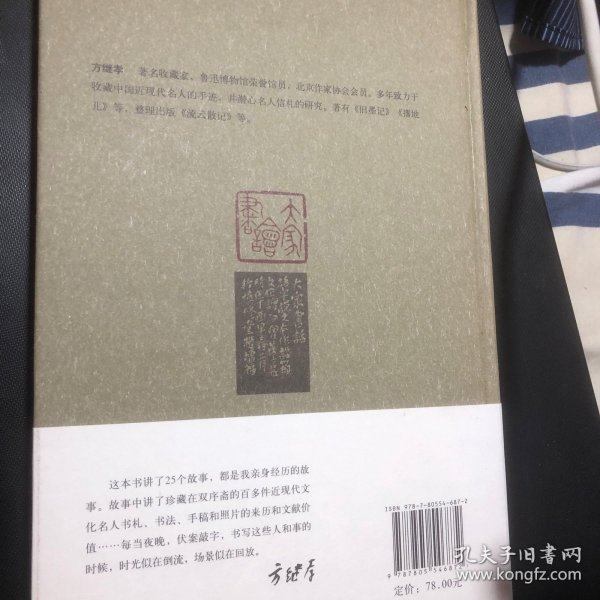 方继孝 著名收藏家，鲁迅博物馆荣誉馆员，北京作家协会会员。多年致力于
收藏中国近现代名人的手迹，并潜心名人信札的研究，著有《旧墨记》《撂地
儿》等，整理出版《流云散记》等。
大家
书画
这本书讲了25个故事，都是我亲身经历的故
事。故事中讲了珍藏在双序斋的百多件近现代文
化名人书札、书法、手稿和照片的来历和文献价
值……每当夜晚，伏案敲字，书写这些人和事的
时候，时光似在倒流，场景似在回放。
方继孝
ISBN 978-7-80554-687-2
9 787805 546872
定价：78.00元
孔夫子旧书网
www.kongfz.com